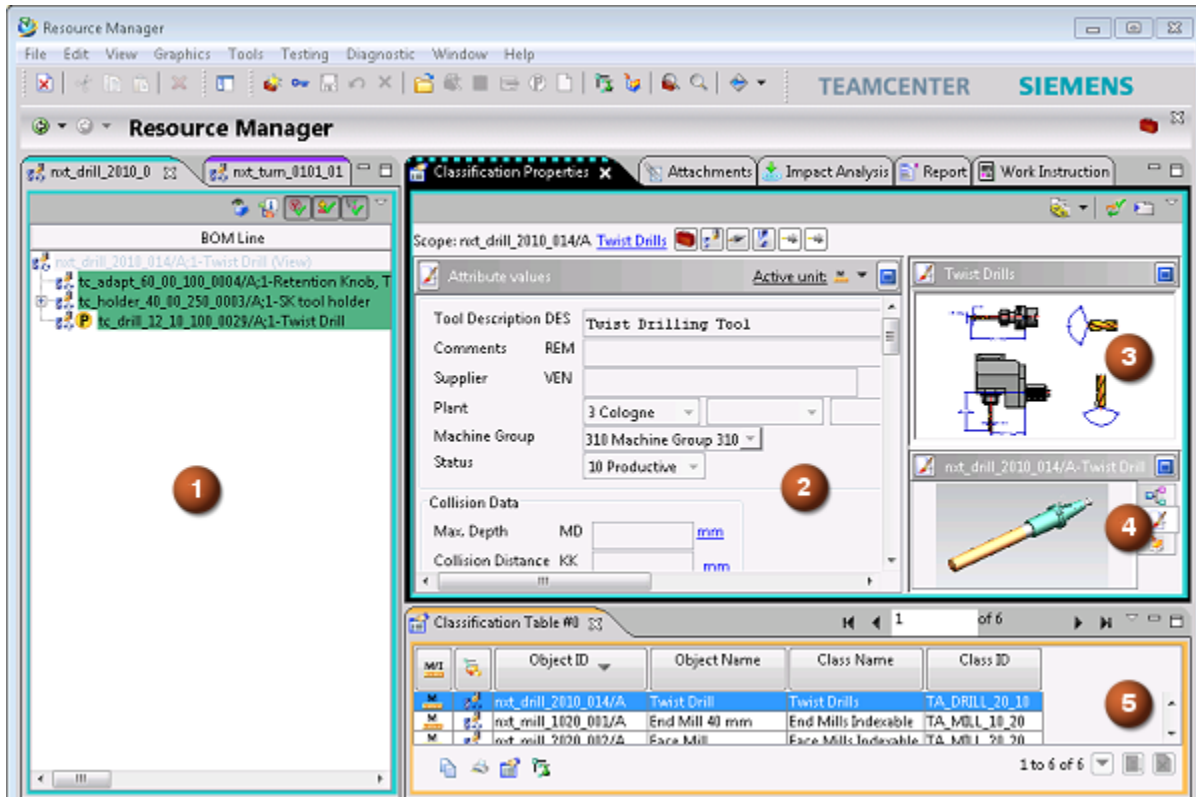 Resource Manager
File Edit View Graphics Tools Testing Diagnostic Window Help
TEAMCENTER SIEMENS
Resource Manager
nxt_drill_2010_0 nxt_turn_0101_01
Classification Properties Attachments Impact Analysis Report Work Instruction
BOM Line
nxt_drill_2010_014/A;1-Twist Drill (View)
tc_adapt_60_00_100_0004/A;1-Retention Knob, T
tc_holder_40_00_250_0003/A;1-SK tool holder
P tc_drill_12_10_100_0029/A;1-Twist Drill
1
Scope: nxt_drill_2010_014/A Twist Drills
Attribute values Active unit:
Tool Description DES Twist Drilling Tool
Comments REM
Supplier VEN
Plant 3 Cologne
Machine Group 310 Machine Group 310
Status 10 Productive
2
Collision Data
Max. Depth MD mm
Collision Distance KK mm
Twist Drills
3
nxt_drill_2010_014/A-Twist Drill
4
Classification Table #0 1 of 6
M/I Object ID Object Name Class Name Class ID
M nxt_drill_2010_014/A Twist Drill Twist Drills TA_DRILL_20_10
M nxt_mill_1020_001/A End Mill 40 mm End Mills Indexable TA_MILL_10_20
M nxt_mill_2020_002/A Face Mill Face Mills Indexable TA_MILL_20_20
5
1 to 6 of 6